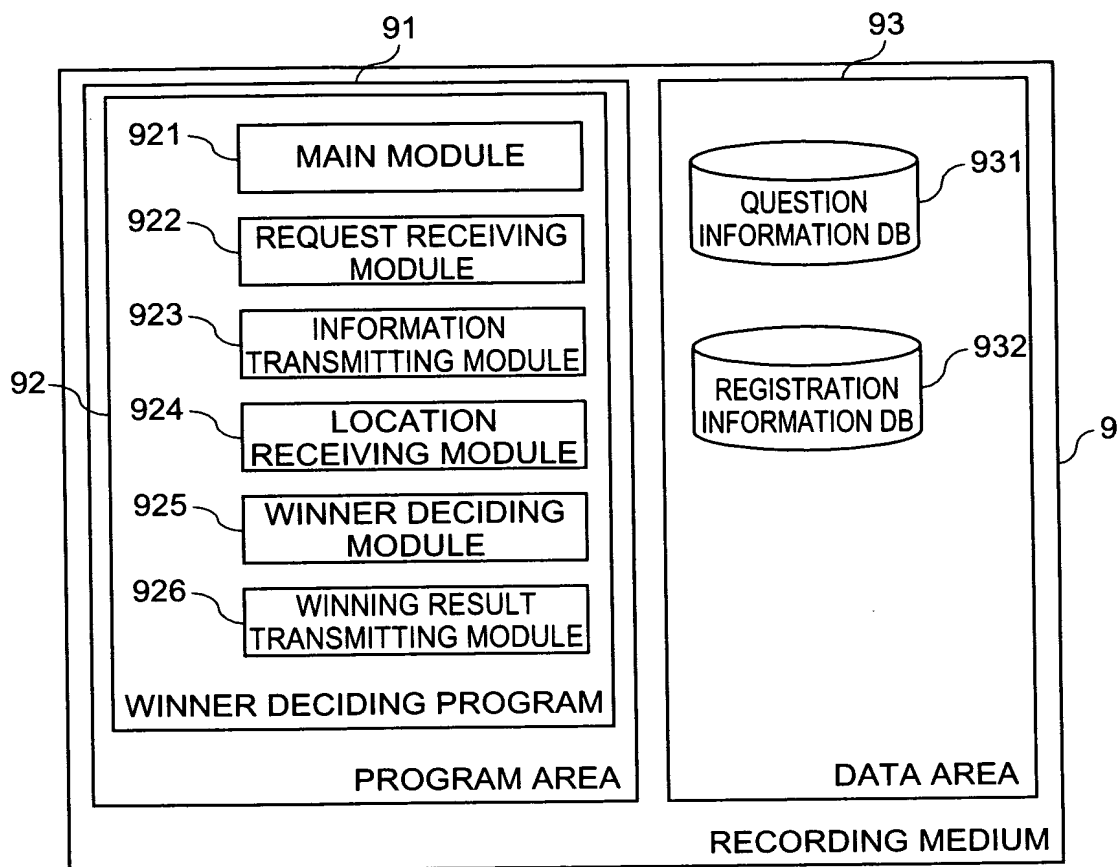 91
93
921
MAIN MODULE
922
REQUEST RECEIVING
MODULE
923
INFORMATION
TRANSMITTING MODULE
92
924
LOCATION
RECEIVING MODULE
925
WINNER DECIDING
MODULE
926
WINNING RESULT
TRANSMITTING MODULE
WINNER DECIDING PROGRAM
PROGRAM AREA
931
QUESTION
INFORMATION DB
932
REGISTRATION
INFORMATION DB
9
DATA AREA
RECORDING MEDIUM